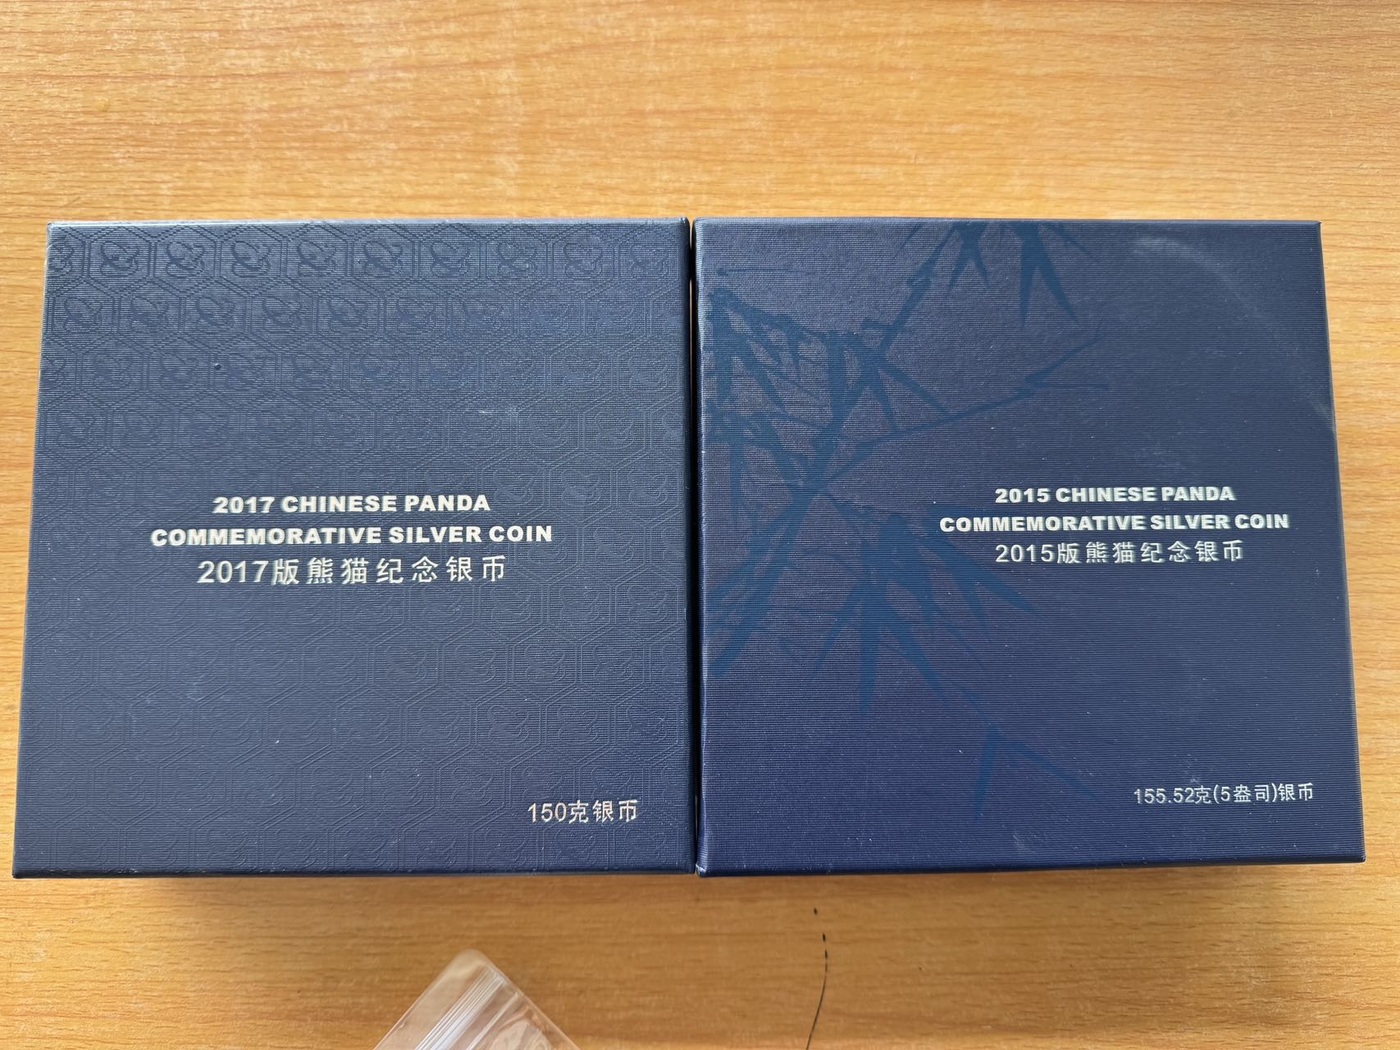 2017 CHINESE PANDA
COMMEMORATIVE SILVER COIN
2017版熊猫纪念银币
150克银币
2015 CHINESE PANDA
COMMEMORATIVE SILVER COIN
2015版熊猫纪念银币
155.52克(5盎司)银币